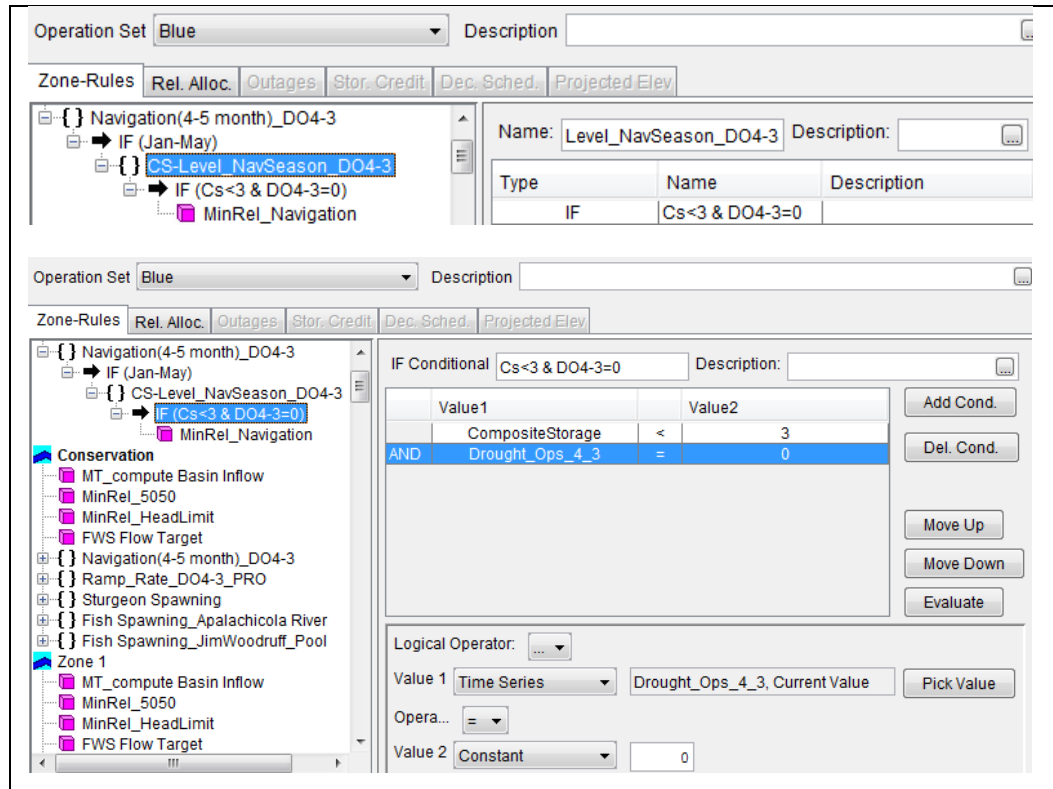 Operation Set Blue Description ...
Zone-Rules Rel. Alloc. Outages Stor. Credit Dec. Sched. Projected Elev
{ } Navigation(4-5 month)_DO4-3
IF (Jan-May)
{ } CS-Level_NavSeason_DO4-3
IF (Cs<3 & DO4-3=0)
MinRel_Navigation
Name: Level_NavSeason_DO4-3 Description: ...
Type Name Description
IF Cs<3 & DO4-3=0
Operation Set Blue Description ...
Zone-Rules Rel. Alloc. Outages Stor. Credit Dec. Sched. Projected Elev
{ } Navigation(4-5 month)_DO4-3
IF (Jan-May)
{ } CS-Level_NavSeason_DO4-3
IF (Cs<3 & DO4-3=0)
MinRel_Navigation
Conservation
MT_compute Basin Inflow
MinRel_5050
MinRel_HeadLimit
FWS Flow Target
{ } Navigation(4-5 month)_DO4-3
{ } Ramp_Rate_DO4-3_PRO
{ } Sturgeon Spawning
{ } Fish Spawning_Apalachicola River
{ } Fish Spawning_JimWoodruff_Pool
Zone 1
MT_compute Basin Inflow
MinRel_5050
MinRel_HeadLimit
FWS Flow Target
IF Conditional Cs<3 & DO4-3=0 Description: ...
Value1 Value2
CompositeStorage < 3
AND Drought_Ops_4_3 = 0
Add Cond.
Del. Cond.
Move Up
Move Down
Evaluate
Logical Operator: ...
Value 1 Time Series Drought_Ops_4_3, Current Value Pick Value
Opera... =
Value 2 Constant 0